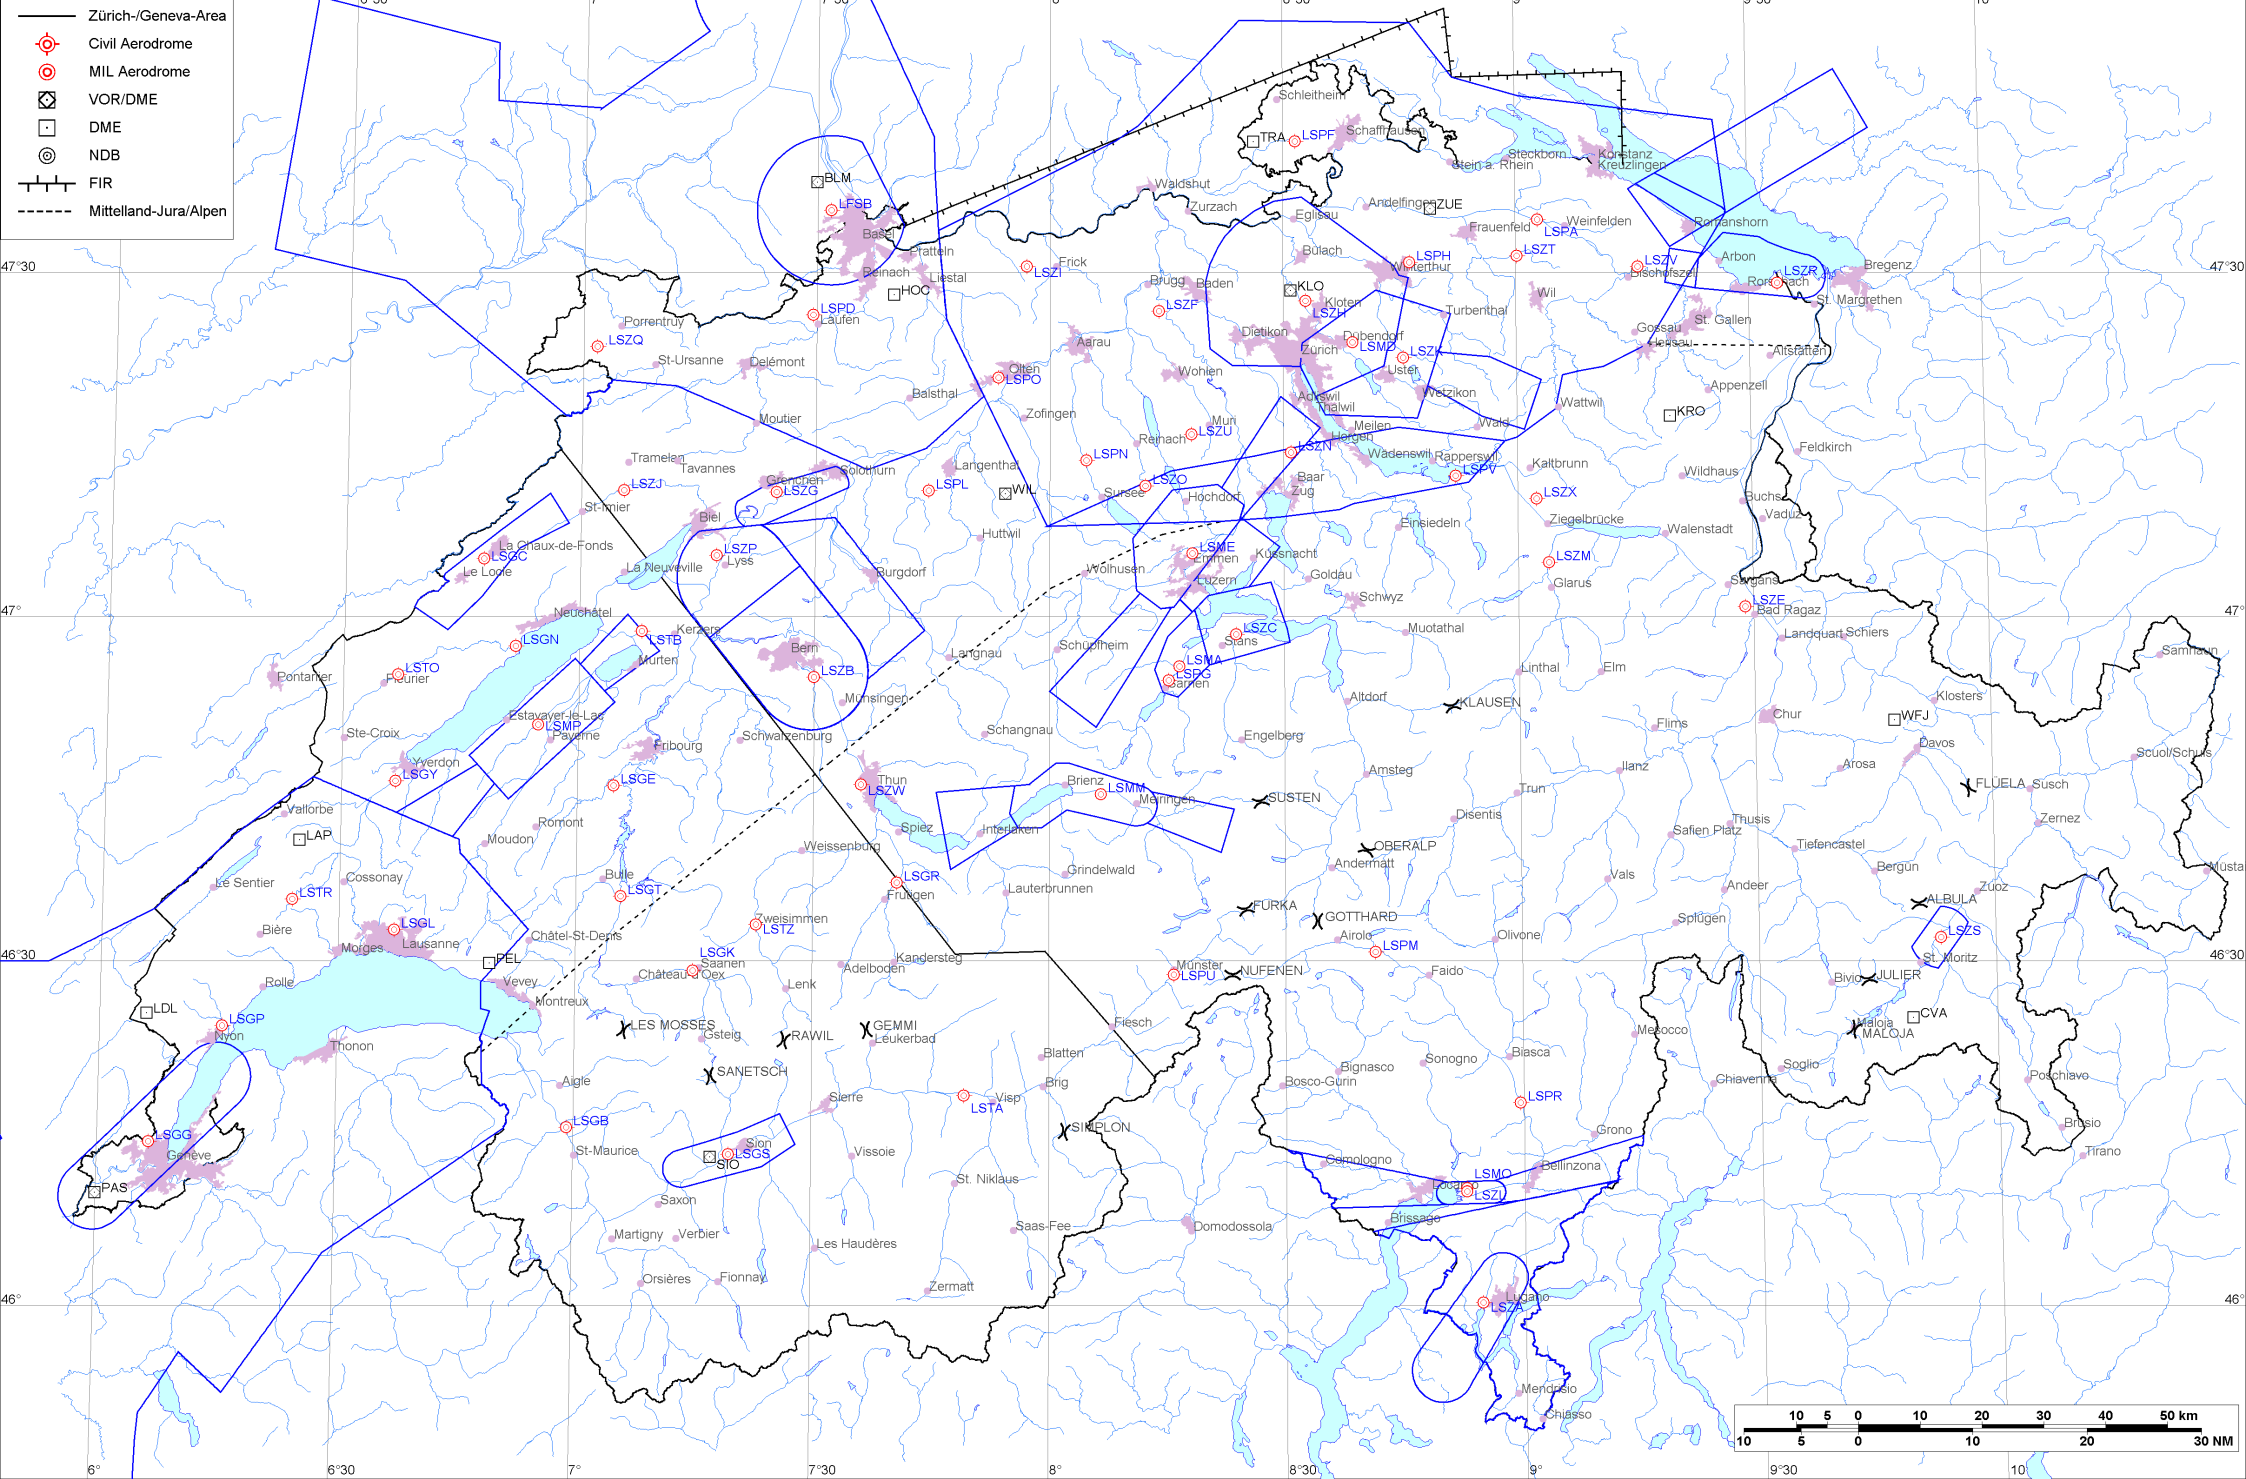 Zürich-/Geneva-Area
Civil Aerodrome
MIL Aerodrome
VOR/DME
DME
NDB
FIR
Mittelland-Jura/Alpen
Schleitheim
TRA
LSPF
Schaffhausen
Steckborn
Stein a. Rhein
Konstanz
Kreuzlingen
BLM
LFSB
Basel
Waldshut
Zurzach
Eglisau
Andelfingen
ZUE
Frauenfeld
Weinfelden
LSPA
Romanshorn
Pratteln
Reinach
Liestal
HOC
Frick
LSZI
Bülach
LSPH
Winterthur
LSZT
LSZV
Bischofszell
Arbon
LSZR
Bregenz
Rorschach
St. Margrethen
47°30
47°30
Brugg
Baden
KLO
Kloten
LSZH
LSZF
Wil
Turbenthal
LSPD
Laufen
Porrentruy
LSZQ
St-Ursanne
Delémont
Aarau
Dietikon
Zürich
Dübendorf
LSMD
LSZK
Uster
Gossau
St. Gallen
Herisau
Altstätten
Olten
LSPO
Wohlen
Wetzikon
Appenzell
Balsthal
Zofingen
Adliswil
Thalwil
Wattwil
KRO
Moutier
Muri
Meilen
Wald
Reinach
LSZU
Horgen
LSZN
Feldkirch
Tramelan
Tavannes
Solothurn
Langenthal
LSPN
Wädenswil
Rapperswil
LSPV
Kaltbrunn
Wildhaus
LSZJ
Grenchen
LSZG
LSPL
WIL
LSZO
Sursee
Hochdorf
Baar
Zug
LSZX
Buchs
Vaduz
St-Imier
Biel
Einsiedeln
Ziegelbrücke
Walenstadt
La Chaux-de-Fonds
LSGC
Le Locle
LSZP
Lyss
Huttwil
LSME
Emmen
Küssnacht
LSZM
La Neuveville
Burgdorf
Wolhusen
Luzern
Goldau
Glarus
Sargans
Schwyz
LSZE
Bad Ragaz
47°
47°
Neuchâtel
LSGN
LSTB
Kerzers
Murten
Bern
LSZB
Langnau
Schüpfheim
LSZC
Stans
Muotathal
Landquart
Schiers
Samnaun
LSTO
Fleurier
Pontarlier
LSMA
LSPG
Sarnen
Linthal
Elm
Münsingen
Altdorf
KLAUSEN
Klosters
WFJ
Estavayer-le-Lac
LSMP
Payerne
Ste-Croix
Fribourg
Schwarzenburg
Schangnau
Engelberg
Flims
Chur
Davos
Scuol/Schuls
Yverdon
LSGY
LSGE
Thun
LSZW
Brienz
LSMM
Meiringen
Amsteg
SUSTEN
Trun
Ilanz
Arosa
FLUELA
Susch
Vallorbe
LAP
Romont
Moudon
Spiez
Interlaken
Disentis
Safien Platz
Thusis
Tiefencastel
Zernez
Weissenburg
OBERALP
Andermatt
Bergün
Müsta
Le Sentier
Cossonay
LSTR
Bulle
LSGT
LSGR
Frutigen
Grindelwald
Lauterbrunnen
Vals
Andeer
Zuoz
ALBULA
FURKA
GOTTHARD
Splügen
Bière
LSGL
Lausanne
Morges
Châtel-St-Denis
Zweisimmen
LSTZ
Airolo
LSPM
Olivone
LSZS
46°30
46°30
PEL
LSGK
Saanen
Château-d'Oex
Adelboden
Kandersteg
Münster
LSPU
NUFENEN
Faido
St. Moritz
Bivio
JULIER
Rolle
Vevey
Montreux
Lenk
LDL
LSGP
Nyon
LES MOSSES
Gsteig
RAWIL
GEMMI
Leukerbad
Fiesch
Mesocco
Maloja
MALOJA
CVA
Thonon
Blatten
Sonogno
Biasca
Bignasco
Soglio
Aigle
SANETSCH
Brig
Bosco-Gurin
Chiavenna
Poschiavo
LSGB
Sierre
LSTA
Visp
LSPR
SIMPLON
Grono
Brusio
LSGG
Genève
St-Maurice
Sion
LSGS
SIO
Vissoie
Comologno
Bellinzona
Tirano
PAS
Saxon
St. Niklaus
LSMO
Locarno
LSZL
Martigny
Verbier
Les Haudères
Saas-Fee
Domodossola
Brissago
Orsières
Fionnay
Zermatt
46°
46°
Lugano
LSZA
Mendrisio
Chiasso
10 5 0 10 20 30 40 50 km
10 5 0 10 20 30 NM
6° 6°30 7° 7°30 8° 8°30 9° 9°30 10°